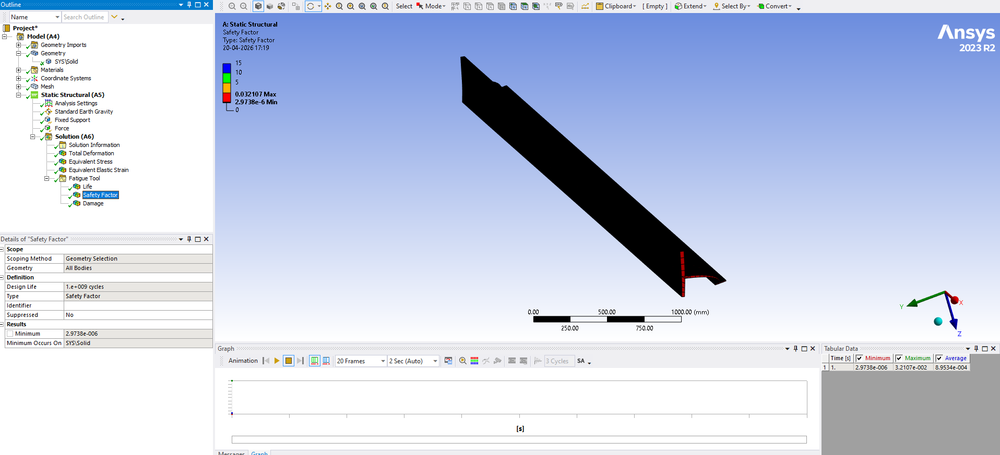 Outline
Name
Search Outline
Project*
Model (A4)
Geometry Imports
Geometry
SYS\Solid
Materials
Coordinate Systems
Mesh
Static Structural (A5)
Analysis Settings
Standard Earth Gravity
Fixed Support
Force
Solution (A6)
Solution Information
Total Deformation
Equivalent Stress
Equivalent Elastic Strain
Fatigue Tool
Life
Safety Factor
Damage
Details of "Safety Factor"
Scope
Scoping Method Geometry Selection
Geometry All Bodies
Definition
Design Life 1.e+009 cycles
Type Safety Factor
Identifier
Suppressed No
Results
Minimum 2.9738e-006
Minimum Occurs On SYS\Solid
Select Mode Clipboard [ Empty ] Extend Select By Convert
A: Static Structural
Safety Factor
Type: Safety Factor
20-04-2026 17:19
15
10
5
0.032107 Max
2.9738e-6 Min
0
Ansys
2023 R2
0.00 500.00 1000.00 (mm)
250.00 750.00
Y
X
Z
Graph
Animation 20 Frames 2 Sec (Auto) 3 Cycles SA
[s]
Messages Graph
Tabular Data
Time [s] Minimum Maximum Average
1 1. 2.9738e-006 3.2107e-002 8.9534e-004